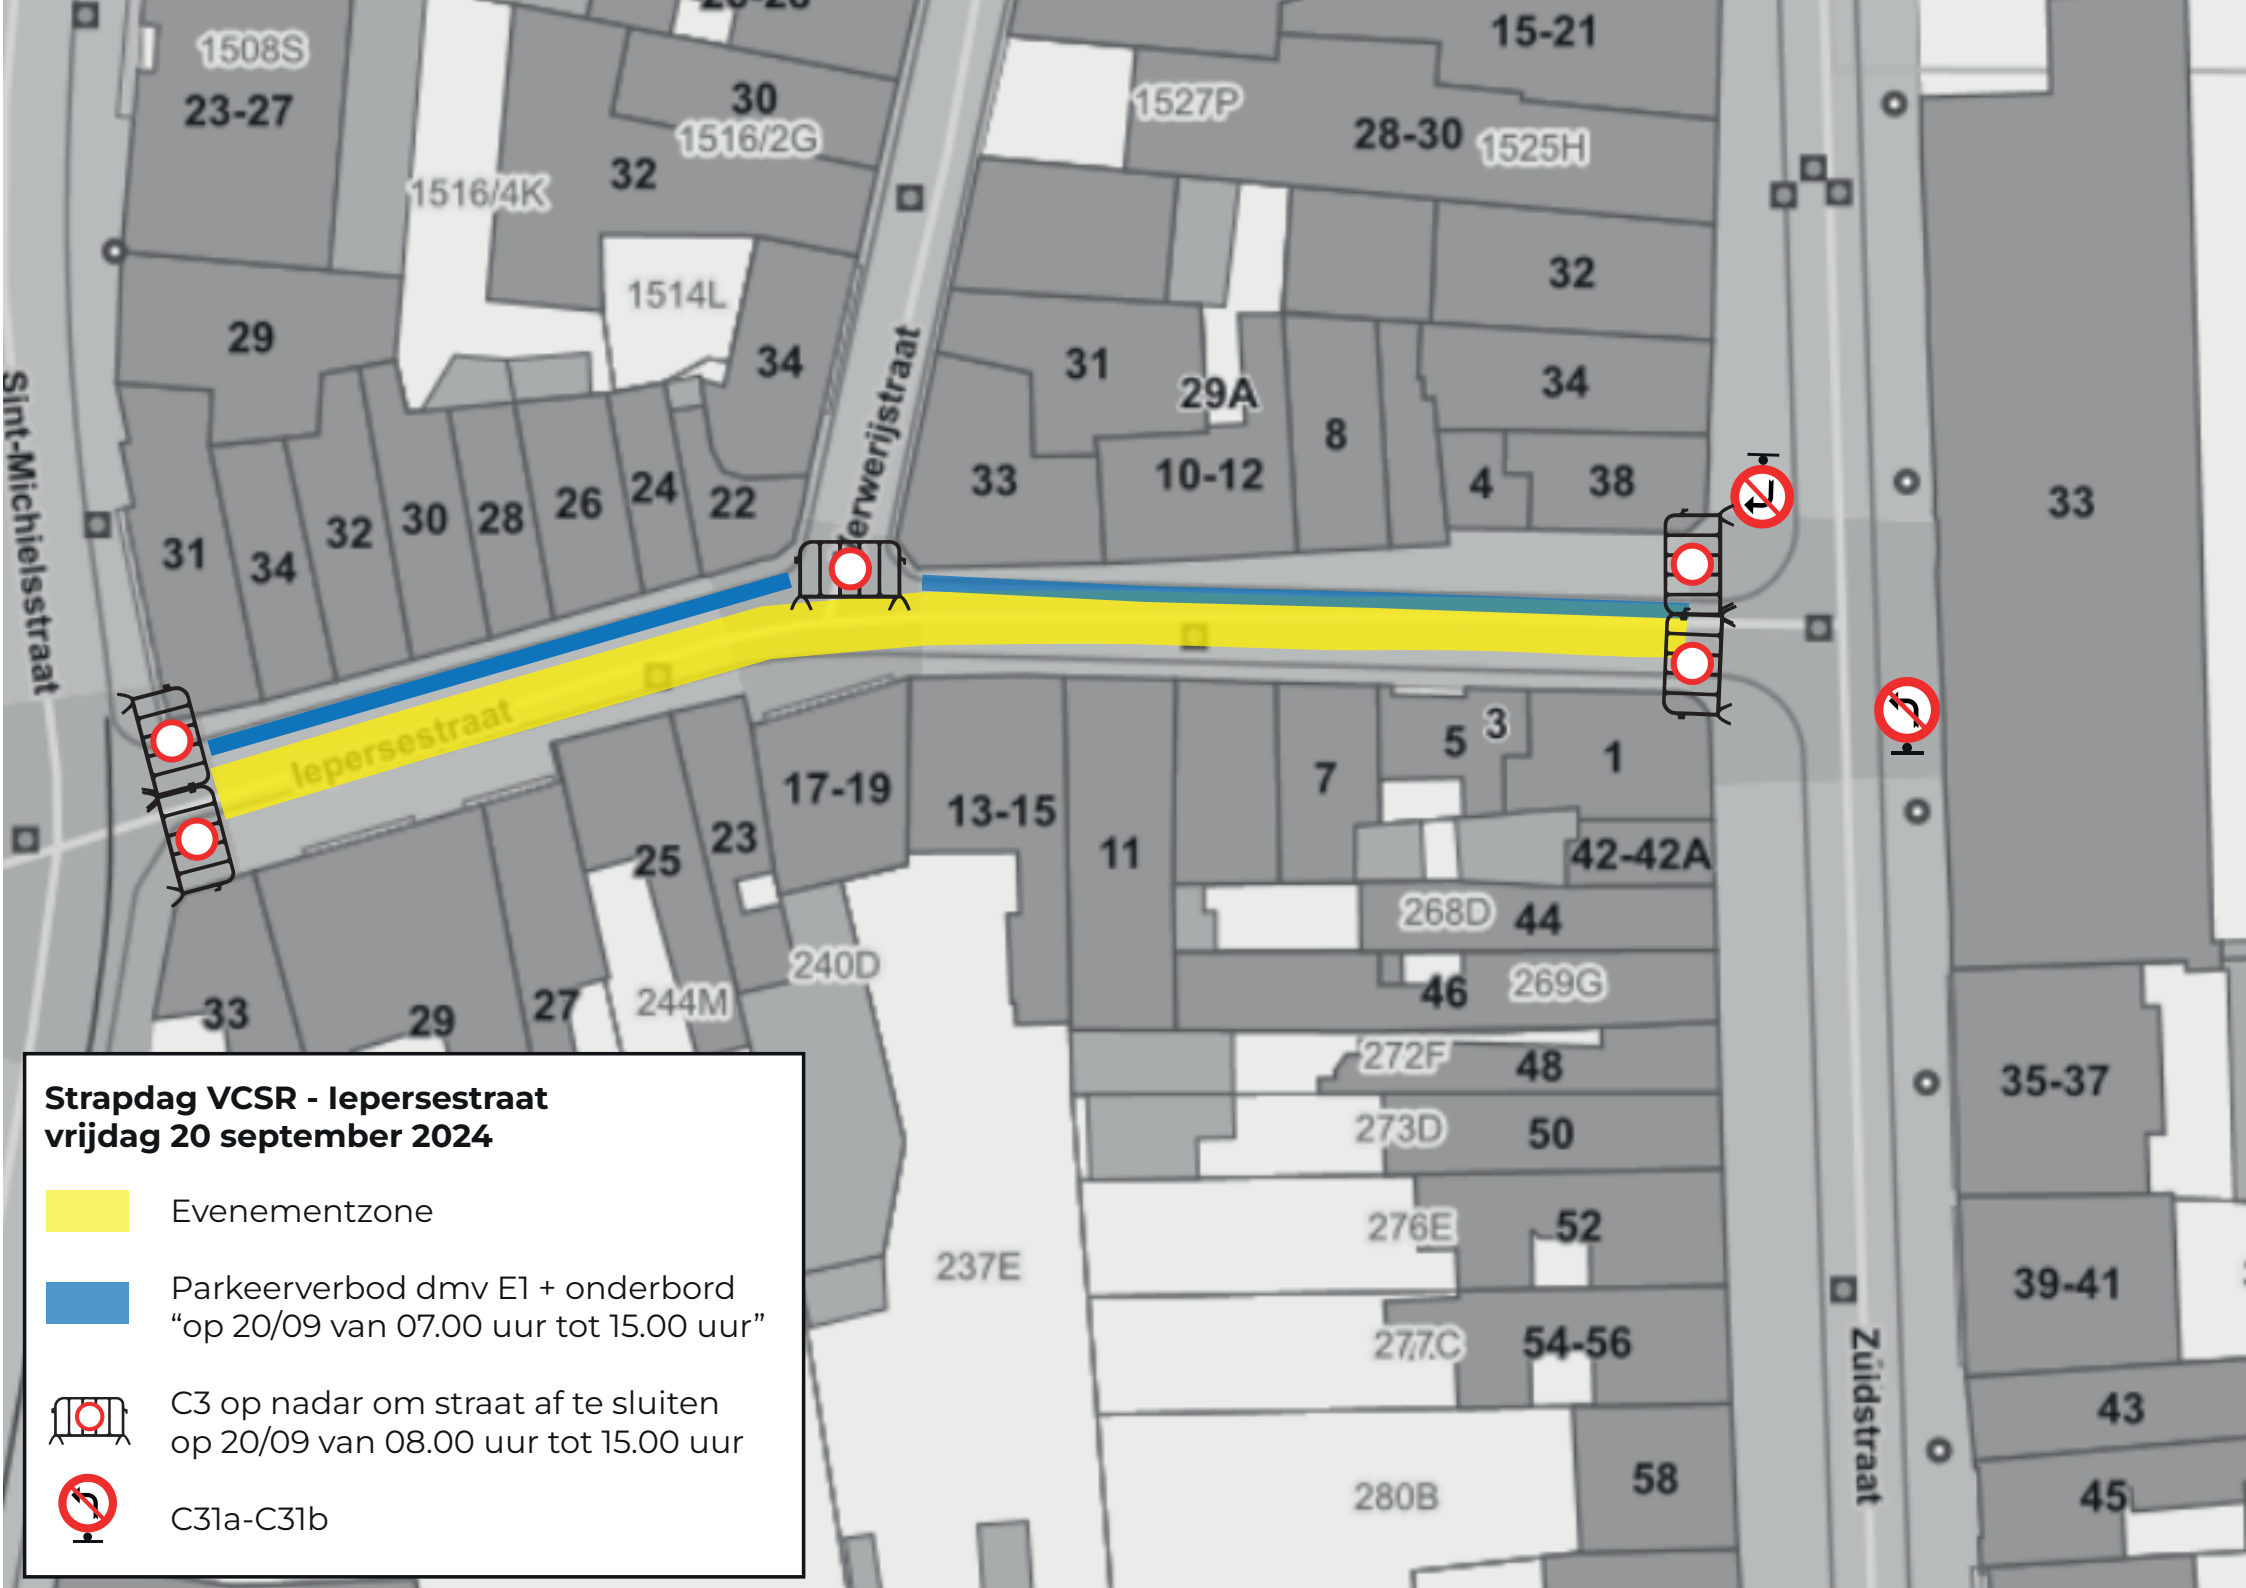 15-21
1508S
23-27
30
1516/2G
1527P
28-30
1525H
32
1516/4K
32
1514L
29
34
31
29A
34
8
33
10-12
4
38
33
Sint-Michielsstraat
31
34
32
30
28
26
24
22
Iepersestraat
17-19
13-15
11
7
5
3
1
42-42A
25
23
268D
44
240D
46
269G
244M
33
29
27
272F
48
273D
50
35-37
276E
52
237E
39-41
277C
54-56
Zuidstraat
43
58
280B
45
Strapdag VCSR - Iepersestraat
vrijdag 20 september 2024
Evenementzone
Parkeerverbod dmv E1 + onderbord
“op 20/09 van 07.00 uur tot 15.00 uur”
C3 op nadar om straat af te sluiten
op 20/09 van 08.00 uur tot 15.00 uur
C31a-C31b